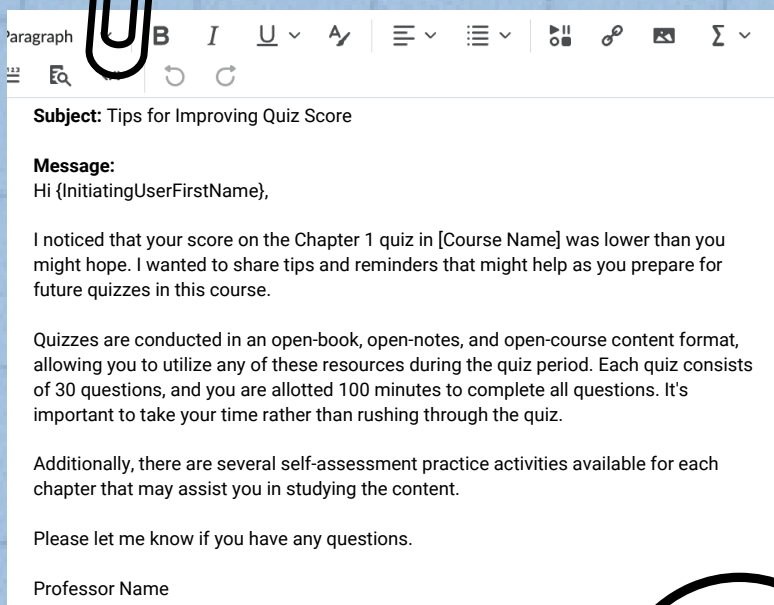 Paragraph
B I U A Σ
Subject: Tips for Improving Quiz Score
Message:
Hi {InitiatingUserFirstName},
I noticed that your score on the Chapter 1 quiz in [Course Name] was lower than you
might hope. I wanted to share tips and reminders that might help as you prepare for
future quizzes in this course.
Quizzes are conducted in an open-book, open-notes, and open-course content format,
allowing you to utilize any of these resources during the quiz period. Each quiz consists
of 30 questions, and you are allotted 100 minutes to complete all questions. It's
important to take your time rather than rushing through the quiz.
Additionally, there are several self-assessment practice activities available for each
chapter that may assist you in studying the content.
Please let me know if you have any questions.
Professor Name